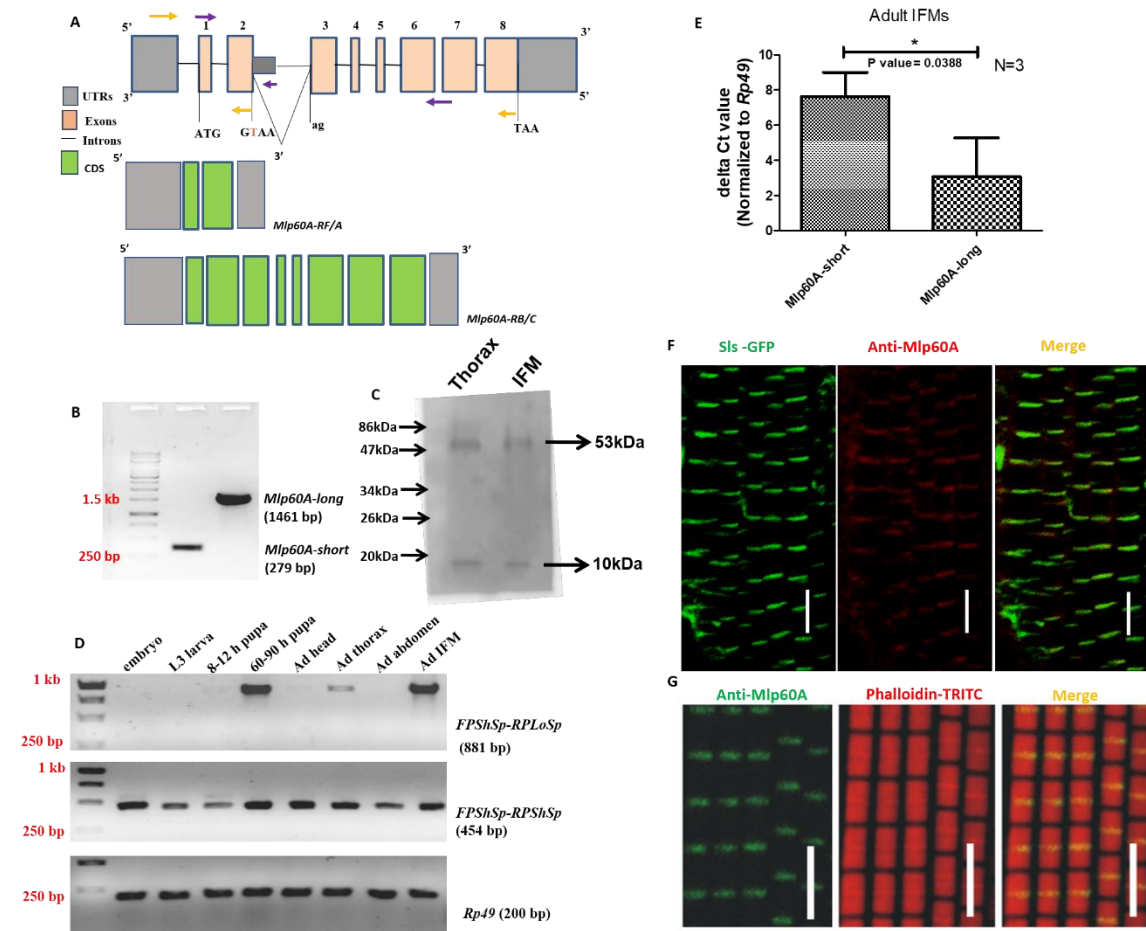 A
5'
1
2
3
4
5
6
7
8
3'
3'
5'
UTRs
Exons
Introns
CDS
ATG
GTAA
ag
TAA
3'
5'
Mlp60A-RF/A
5'
3'
Mlp60A-RB/C
B
1.5 kb
250 bp
Mlp60A-long
(1461 bp)
Mlp60A-short
(279 bp)
C
Thorax
IFM
86kDa
47kDa
34kDa
26kDa
20kDa
53kDa
10kDa
D
embryo
L3 larva
8-12 h pupa
60-90 h pupa
Ad head
Ad thorax
Ad abdomen
Ad IFM
1 kb
250 bp
FPShSp-RPLoSp
(881 bp)
1 kb
250 bp
FPShSp-RPShSp
(454 bp)
250 bp
Rp49 (200 bp)
E
Adult IFMs
*
P value= 0.0388
N=3
delta Ct value
(Normalized to Rp49)
10
8
6
4
2
0
Mlp60A-short
Mlp60A-long
F
Sls -GFP
Anti-Mlp60A
Merge
G
Anti-Mlp60A
Phalloidin-TRITC
Merge